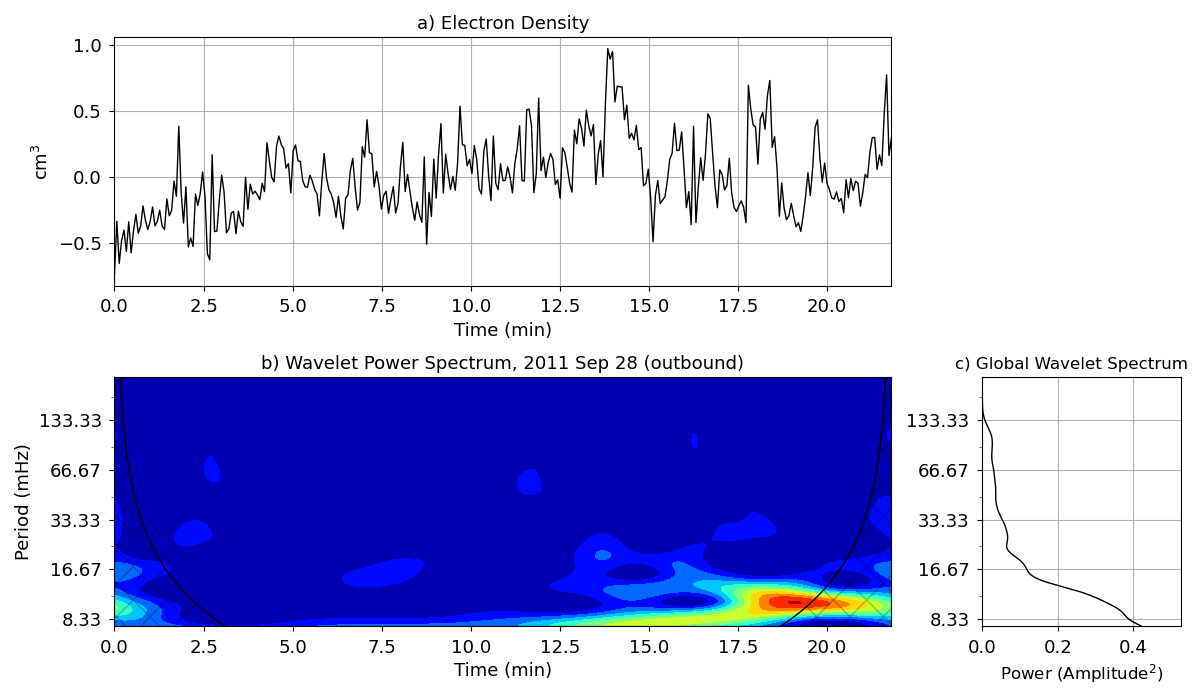 a) Electron Density
1.0
0.5
0.0
−0.5
cm³
0.0 2.5 5.0 7.5 10.0 12.5 15.0 17.5 20.0
Time (min)
b) Wavelet Power Spectrum, 2011 Sep 28 (outbound)
133.33
66.67
33.33
16.67
8.33
Period (mHz)
0.0 2.5 5.0 7.5 10.0 12.5 15.0 17.5 20.0
Time (min)
c) Global Wavelet Spectrum
133.33
66.67
33.33
16.67
8.33
0.0 0.2 0.4
Power (Amplitude²)